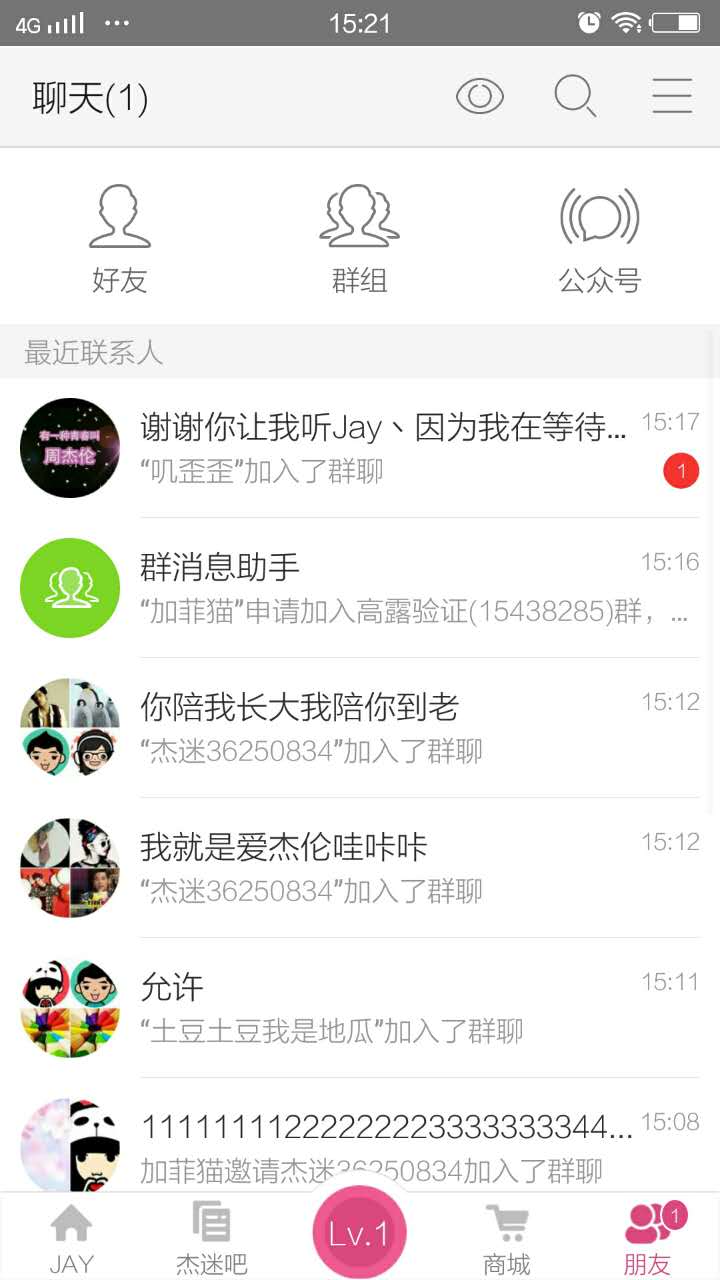 4G 15:21
聊天(1)
好友 群组 公众号
最近联系人
有一种青春叫
周杰伦
谢谢你让我听Jay丶因为我在等待... 15:17
“叽歪歪”加入了群聊 1
群消息助手 15:16
“加菲猫”申请加入高露验证(15438285)群，...
你陪我长大我陪你到老 15:12
“杰迷36250834”加入了群聊
我就是爱杰伦哇咔咔 15:12
“杰迷36250834”加入了群聊
允许 15:11
“土豆土豆我是地瓜”加入了群聊
1111111122222222233333333344... 15:08
加菲猫邀请杰迷36250834加入了群聊
JAY 杰迷吧 Lv.1 商城 朋友 1